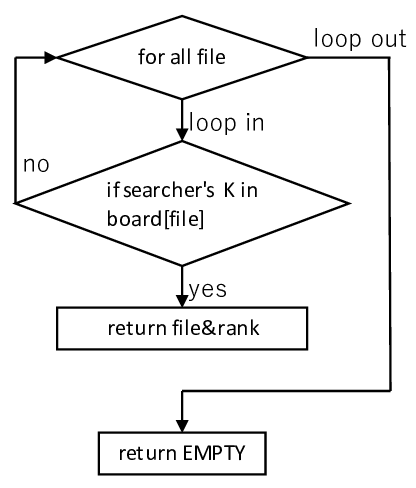 loop out
for all file
loop in
no
if searcher's K in
board[file]
yes
return file&rank
return EMPTY